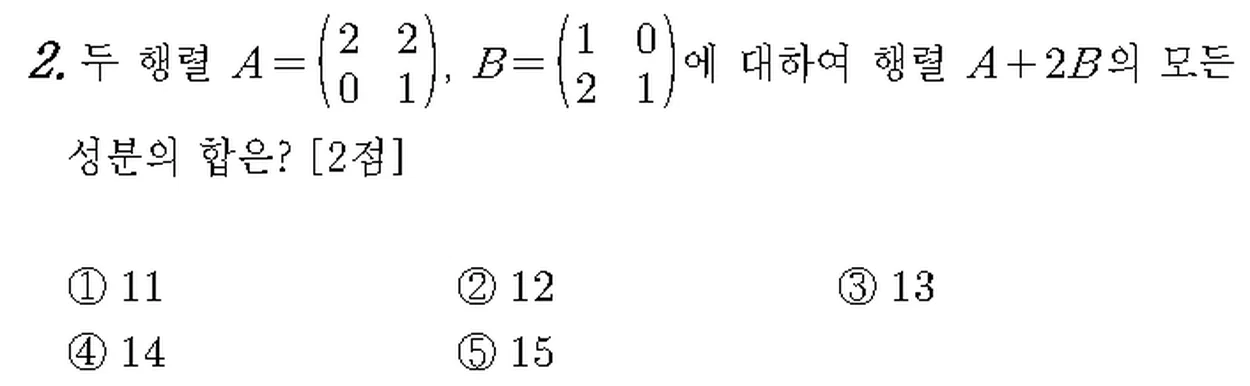 2. 두 행렬 A=(2 2 0 1), B=(1 0 2 1)에 대하여 행렬 A+2B의 모든
성분의 합은? [2점]
① 11 ② 12 ③ 13
④ 14 ⑤ 15